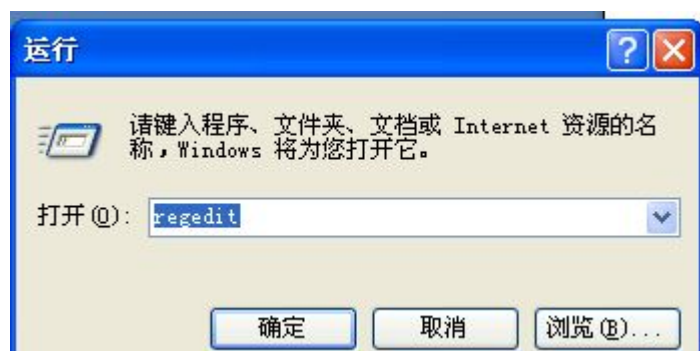 运行
请键入程序、文件夹、文档或 Internet 资源的名
称，Windows 将为您打开它。
打开(O): regedit
确定 取消 浏览(B)...